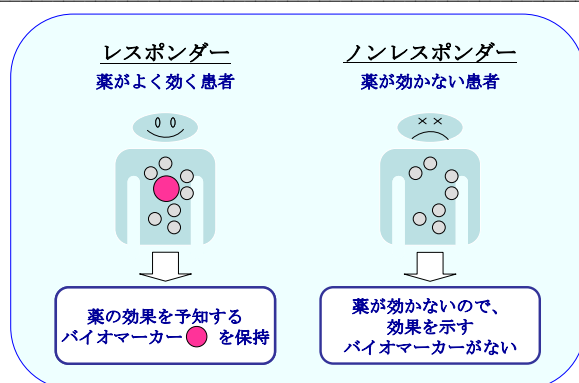 レスポンダー
薬がよく効く患者
ノンレスポンダー
薬が効かない患者
薬の効果を予知する
バイオマーカー を保持
薬が効かないので、
効果を示す
バイオマーカーがない